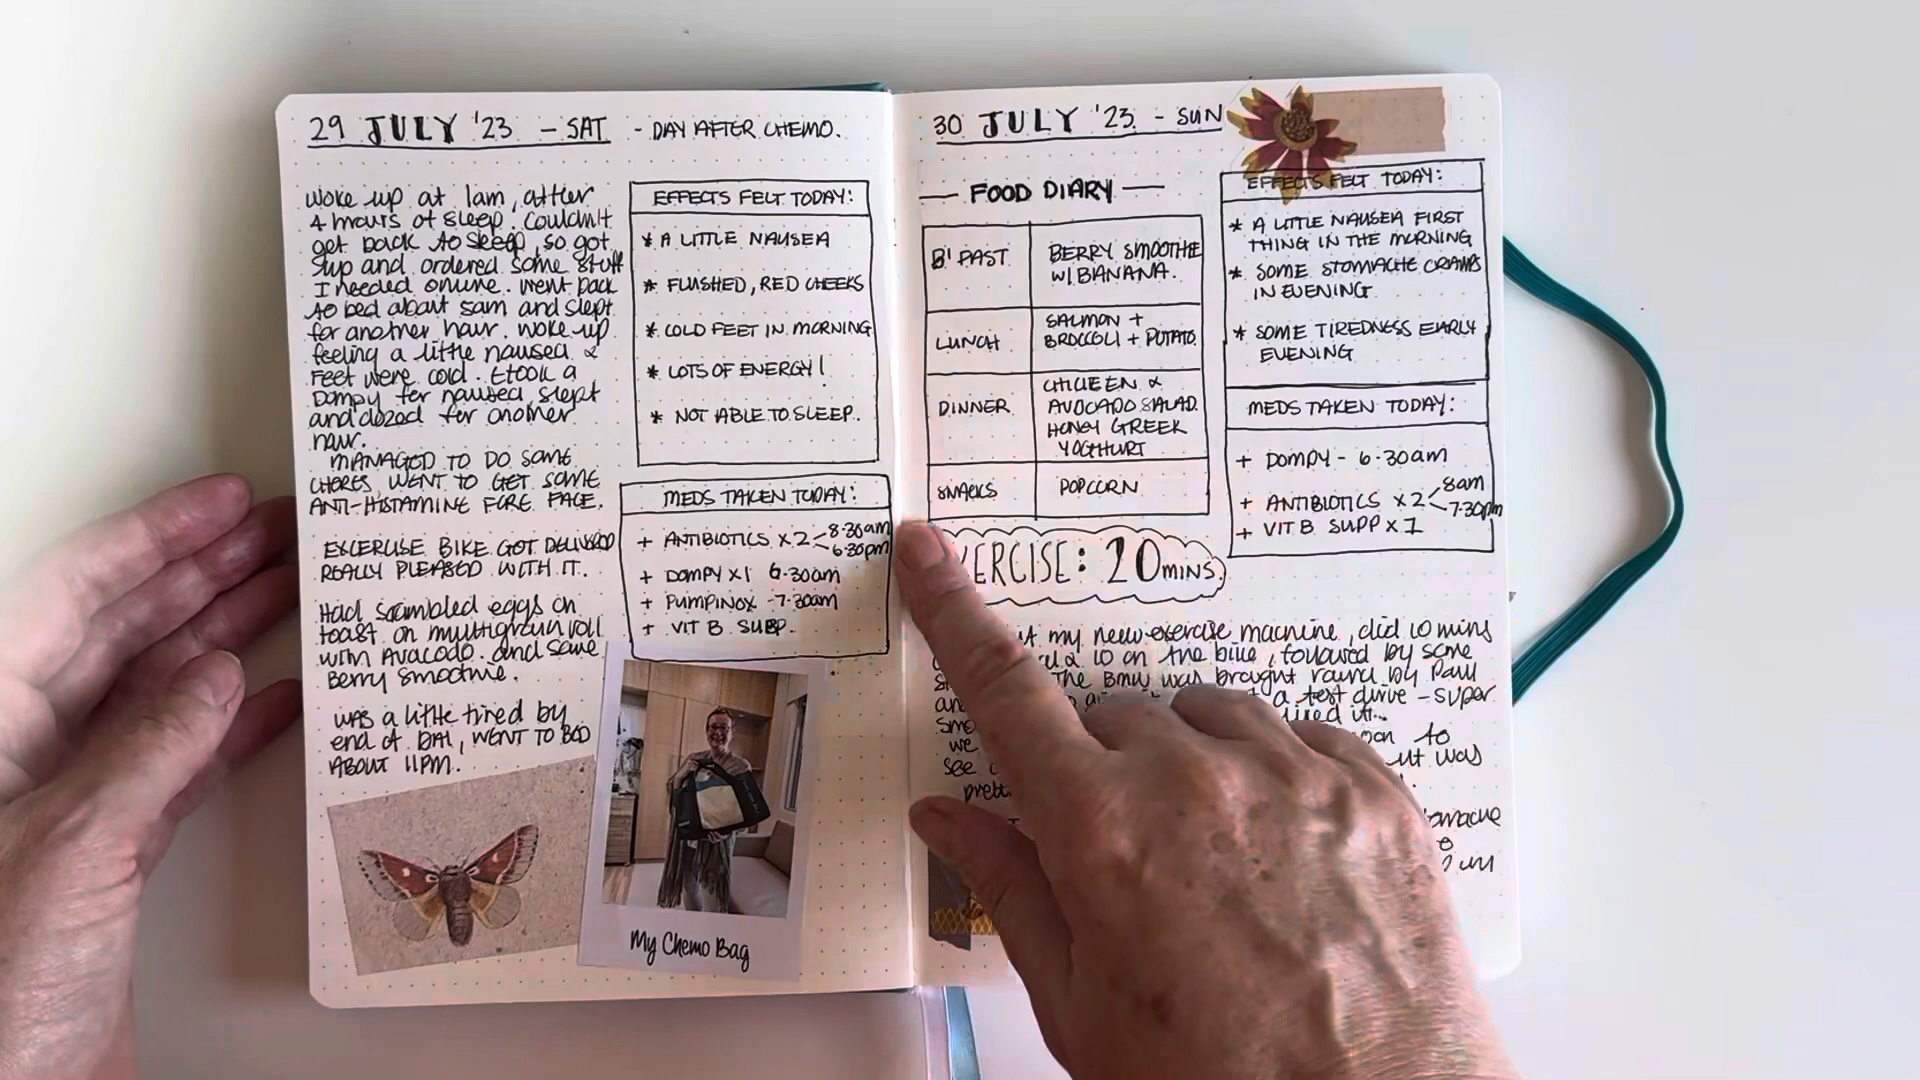 29 JULY '23 - SAT - DAY AFTER CHEMO.
Woke up at 1am, after
4 hours of sleep. Couldn't
get back to sleep, so got
up and ordered some stuff
I needed online. Went back
to bed about 5am and slept
for another hour. Woke up
feeling a little nausea &
feet were cold. I took a
Dompy for nausea, slept
and dozed for another
hour.
MANAGED TO DO SOME
CHORES. WENT TO GET SOME
ANTI-HISTAMINE FORE FACE.
EXCERCISE BIKE GOT DELIVERED
REALLY PLEASED WITH IT.
Had scrambled eggs on
toast on multigrain roll
with Avacado. and same
Berry Smoothie.
WAS a little tired by
end of DAY, WENT TO BED
ABOUT 11PM.
EFFECTS FELT TODAY:
* A LITTLE NAUSEA
* FLUSHED, RED CHEEKS
* COLD FEET IN MORNING
* LOTS OF ENERGY!
* NOT ABLE TO SLEEP.
MEDS TAKEN TODAY:
+ ANTIBIOTICS X2 8.30am
6.30pm
+ DOMPY X1 6.30am
+ PUMPINOX - 7.30am
+ VIT B SUPP.
My Chemo Bag
30 JULY '23 - SUN
FOOD DIARY
B'FAST BERRY SMOOTHIE
W/BANANA.
LUNCH SALMON +
BROCCOLI + POTATO.
DINNER CHICKEN &
AVOCADO SALAD.
HONEY GREEK
YOGHURT
SNACKS POPCORN
EFFECTS FELT TODAY:
* A LITTLE NAUSEA FIRST
THING IN THE MORNING
* SOME STOMACHE CRAMPS
IN EVENING
* SOME TIREDNESS EARLY
EVENING
MEDS TAKEN TODAY:
+ DOMPY - 6.30am
+ ANTIBIOTICS X2 8am
7.30pm
+ VIT B SUPP X 1
ERCISE: 20 MINS.
my new exercise machine, did 10 mins
& 10 on the bike, followed by some
The BMW was brought round by Paul
a test drive - super
we to
see was